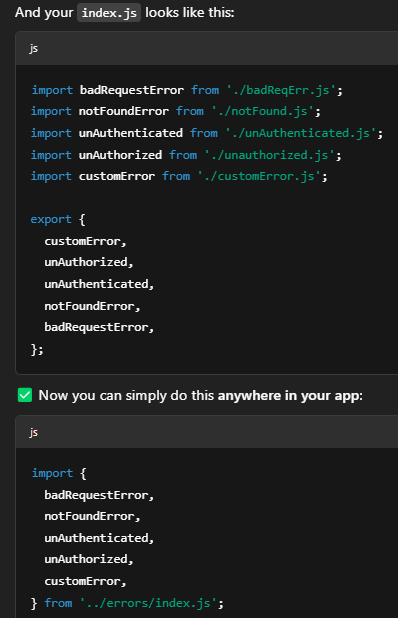 And your index.js looks like this:
js
import badRequestError from './badReqErr.js';
import notFoundError from './notFound.js';
import unAuthenticated from './unAuthenticated.js';
import unAuthorized from './unauthorized.js';
import customError from './customError.js';

export {
  customError,
  unAuthorized,
  unAuthenticated,
  notFoundError,
  badRequestError,
};
✅ Now you can simply do this anywhere in your app:
js
import {
  badRequestError,
  notFoundError,
  unAuthenticated,
  unAuthorized,
  customError,
} from '../errors/index.js';